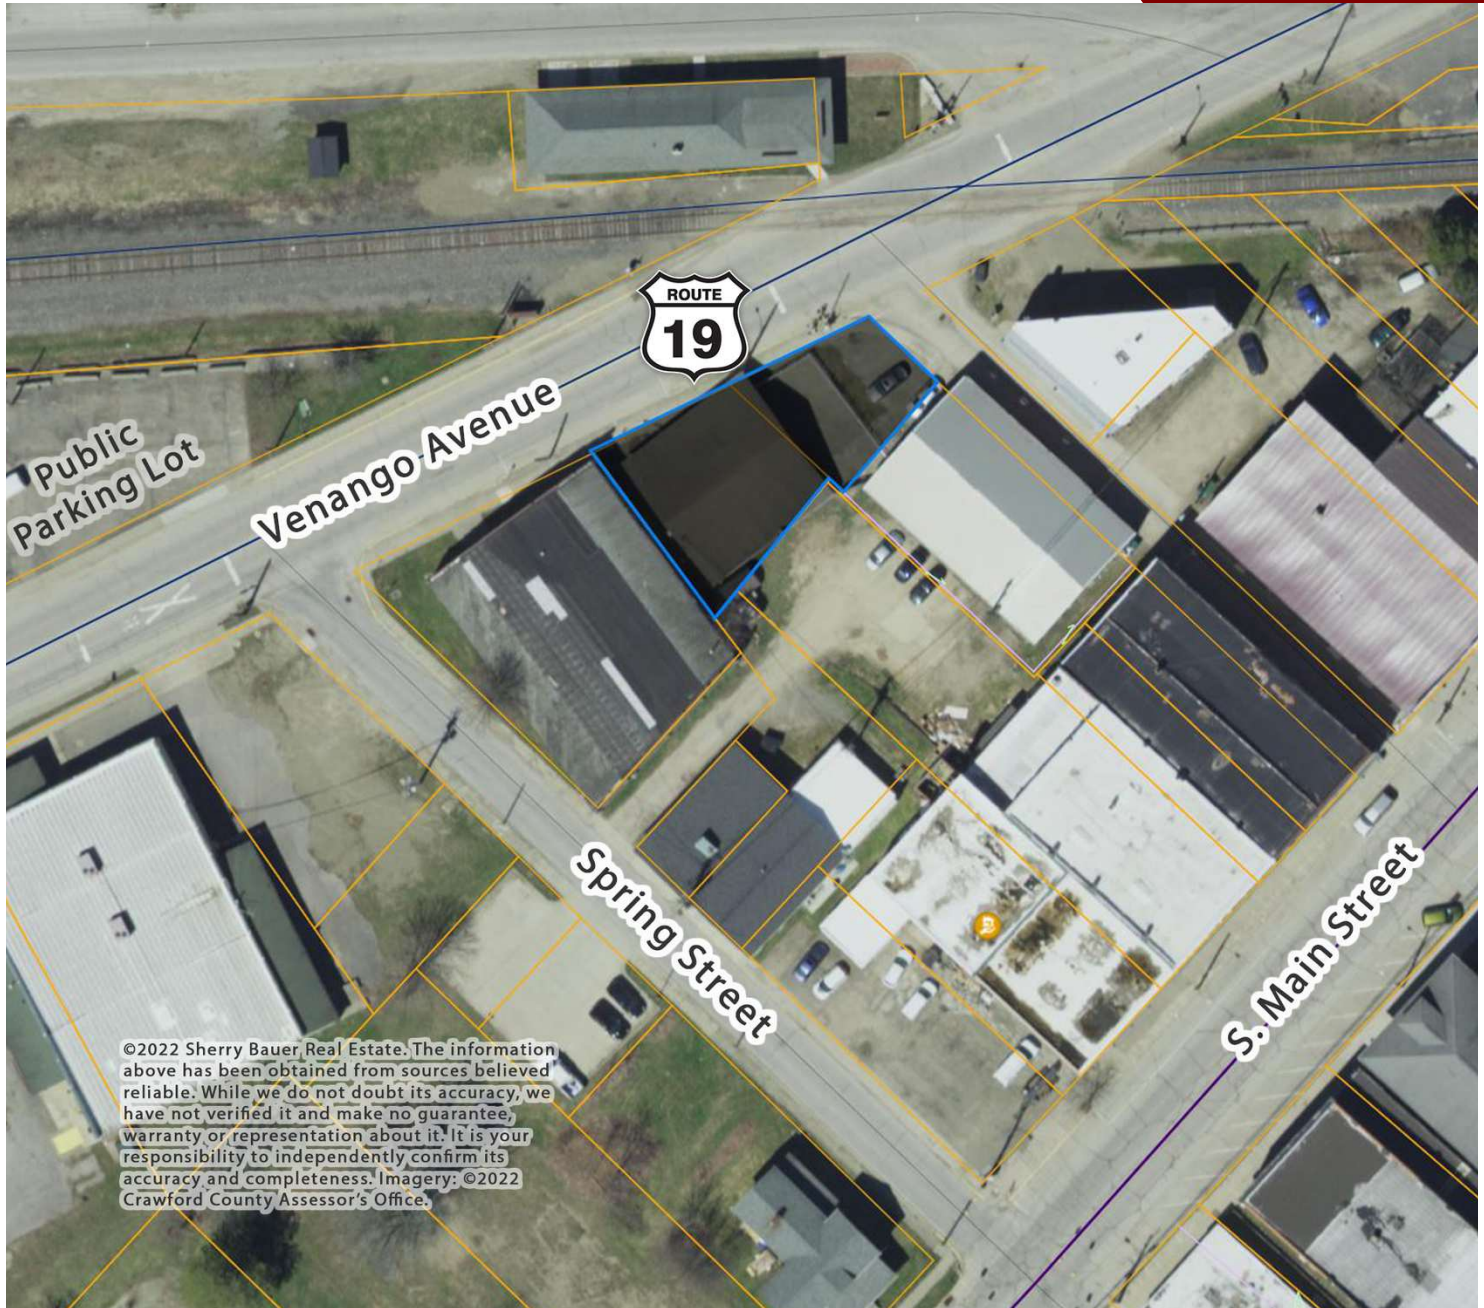 ROUTE
19
Public
Parking Lot
Venango Avenue
Spring Street
S. Main Street
©2022 Sherry Bauer Real Estate. The information
above has been obtained from sources believed
reliable. While we do not doubt its accuracy, we
have not verified it and make no guarantee,
warranty or representation about it. It is your
responsibility to independently confirm its
accuracy and completeness. Imagery: ©2022
Crawford County Assessor's Office.